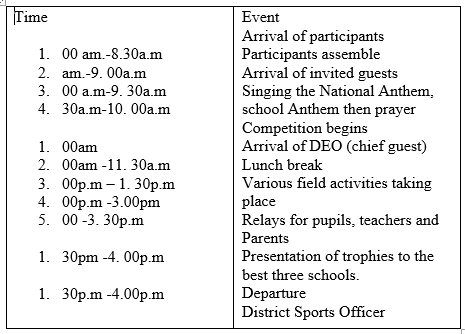 Time
1. 00 am.-8.30a.m
2. am.-9. 00a.m
3. 00 a.m-9. 30a.m
4. 30a.m-10. 00a.m
1. 00am
2. 00am -11. 30a.m
3. 00p.m – 1. 30p.m
4. 00p.m -3.00pm
5. 00 -3. 30p.m
1. 30pm -4. 00p.m
1. 30p.m -4.00p.m
Event
Arrival of participants
Participants assemble
Arrival of invited guests
Singing the National Anthem,
school Anthem then prayer
Competition begins
Arrival of DEO (chief guest)
Lunch break
Various field activities taking
place
Relays for pupils, teachers and
Parents
Presentation of trophies to the
best three schools.
Departure
District Sports Officer